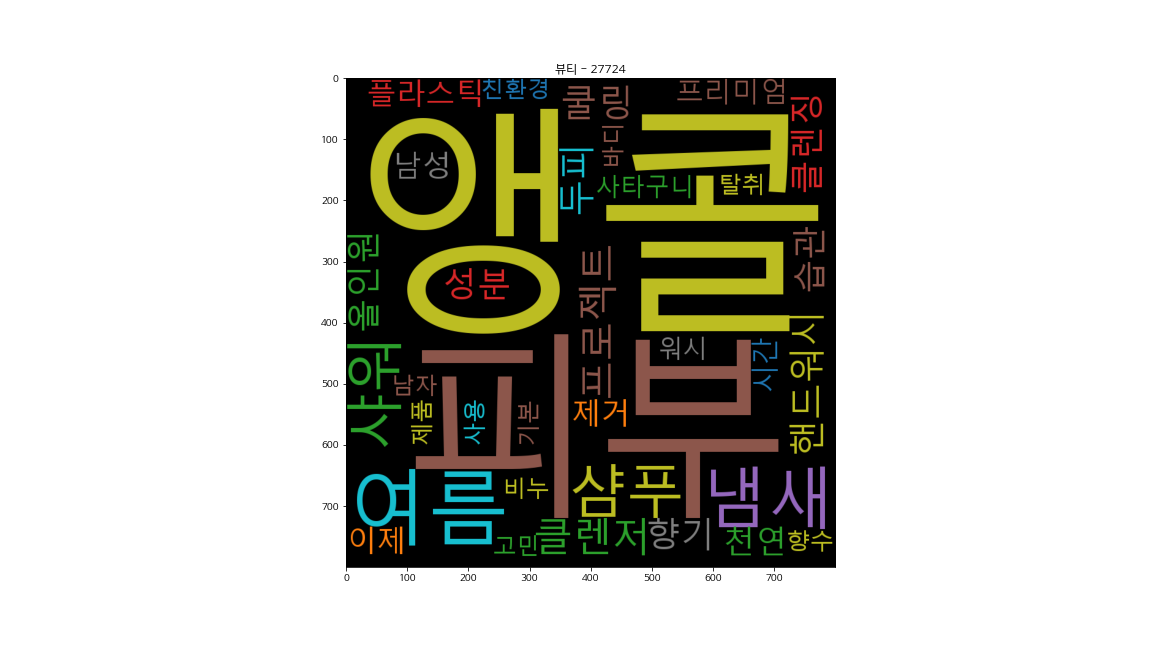 뷰티 - 27724
0
100
200
300
400
500
600
700
0 100 200 300 400 500 600 700
플라스틱
친환경
쿨링
프리미엄
클렌징
앵콜
남성
바디
두피
사타구니
탈취
습관
올인원
성분
프로젝트
핸드워시
워시
시간
샤워
피부
남자
제품
사용
기본
제거
여름
비누
샴푸
냄새
이제
고민
클렌저
향기
천연
향수